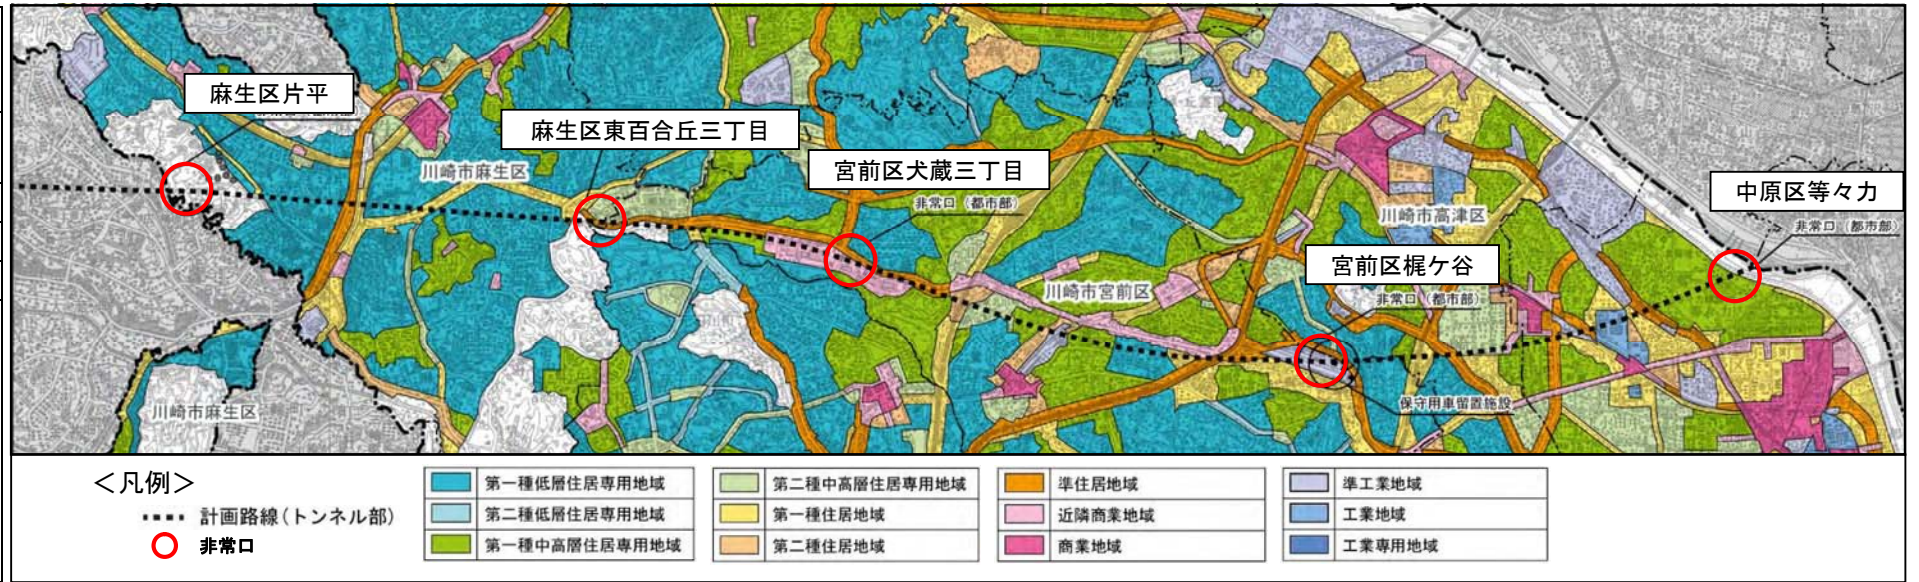 麻生区片平
麻生区東百合丘三丁目
川崎市麻生区
宮前区犬蔵三丁目
非常口（都市部）
川崎市宮前区
川崎市高津区
宮前区梶ケ谷
非常口（都市部）
保守用車留置施設
中原区等々力
非常口（都市部）
川崎市麻生区
＜凡例＞
計画路線（トンネル部）
非常口
第一種低層住居専用地域
第二種低層住居専用地域
第一種中高層住居専用地域
第二種中高層住居専用地域
第一種住居地域
第二種住居地域
準住居地域
近隣商業地域
商業地域
準工業地域
工業地域
工業専用地域